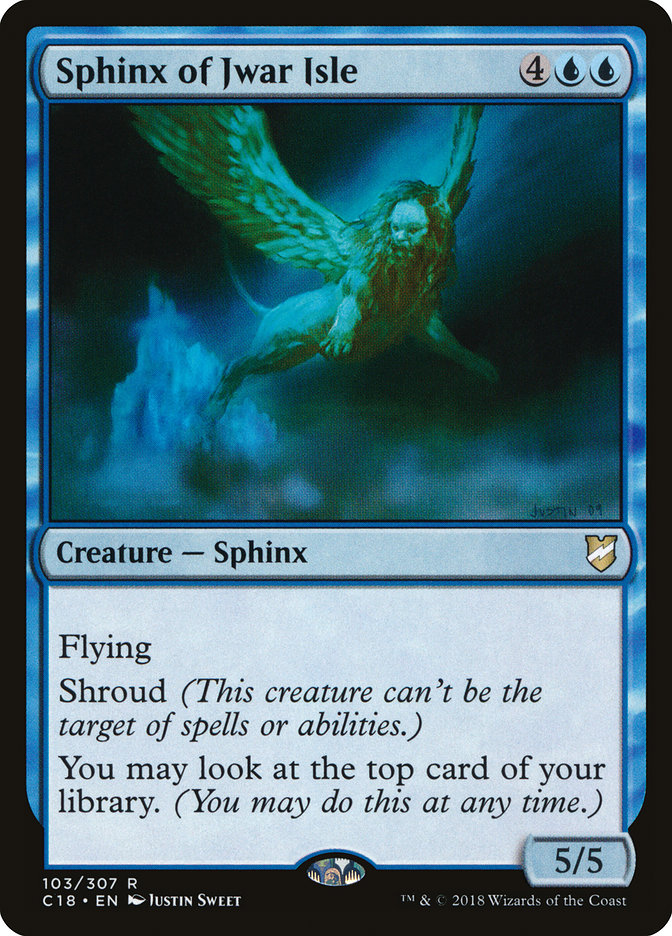 Sphinx of Jwar Isle 4
JUSTIN 09
Creature — Sphinx
Flying
Shroud (This creature can't be the
target of spells or abilities.)
You may look at the top card of your
library. (You may do this at any time.)
5/5
103/307 R
C18 • EN Justin Sweet
™ & © 2018 Wizards of the Coast